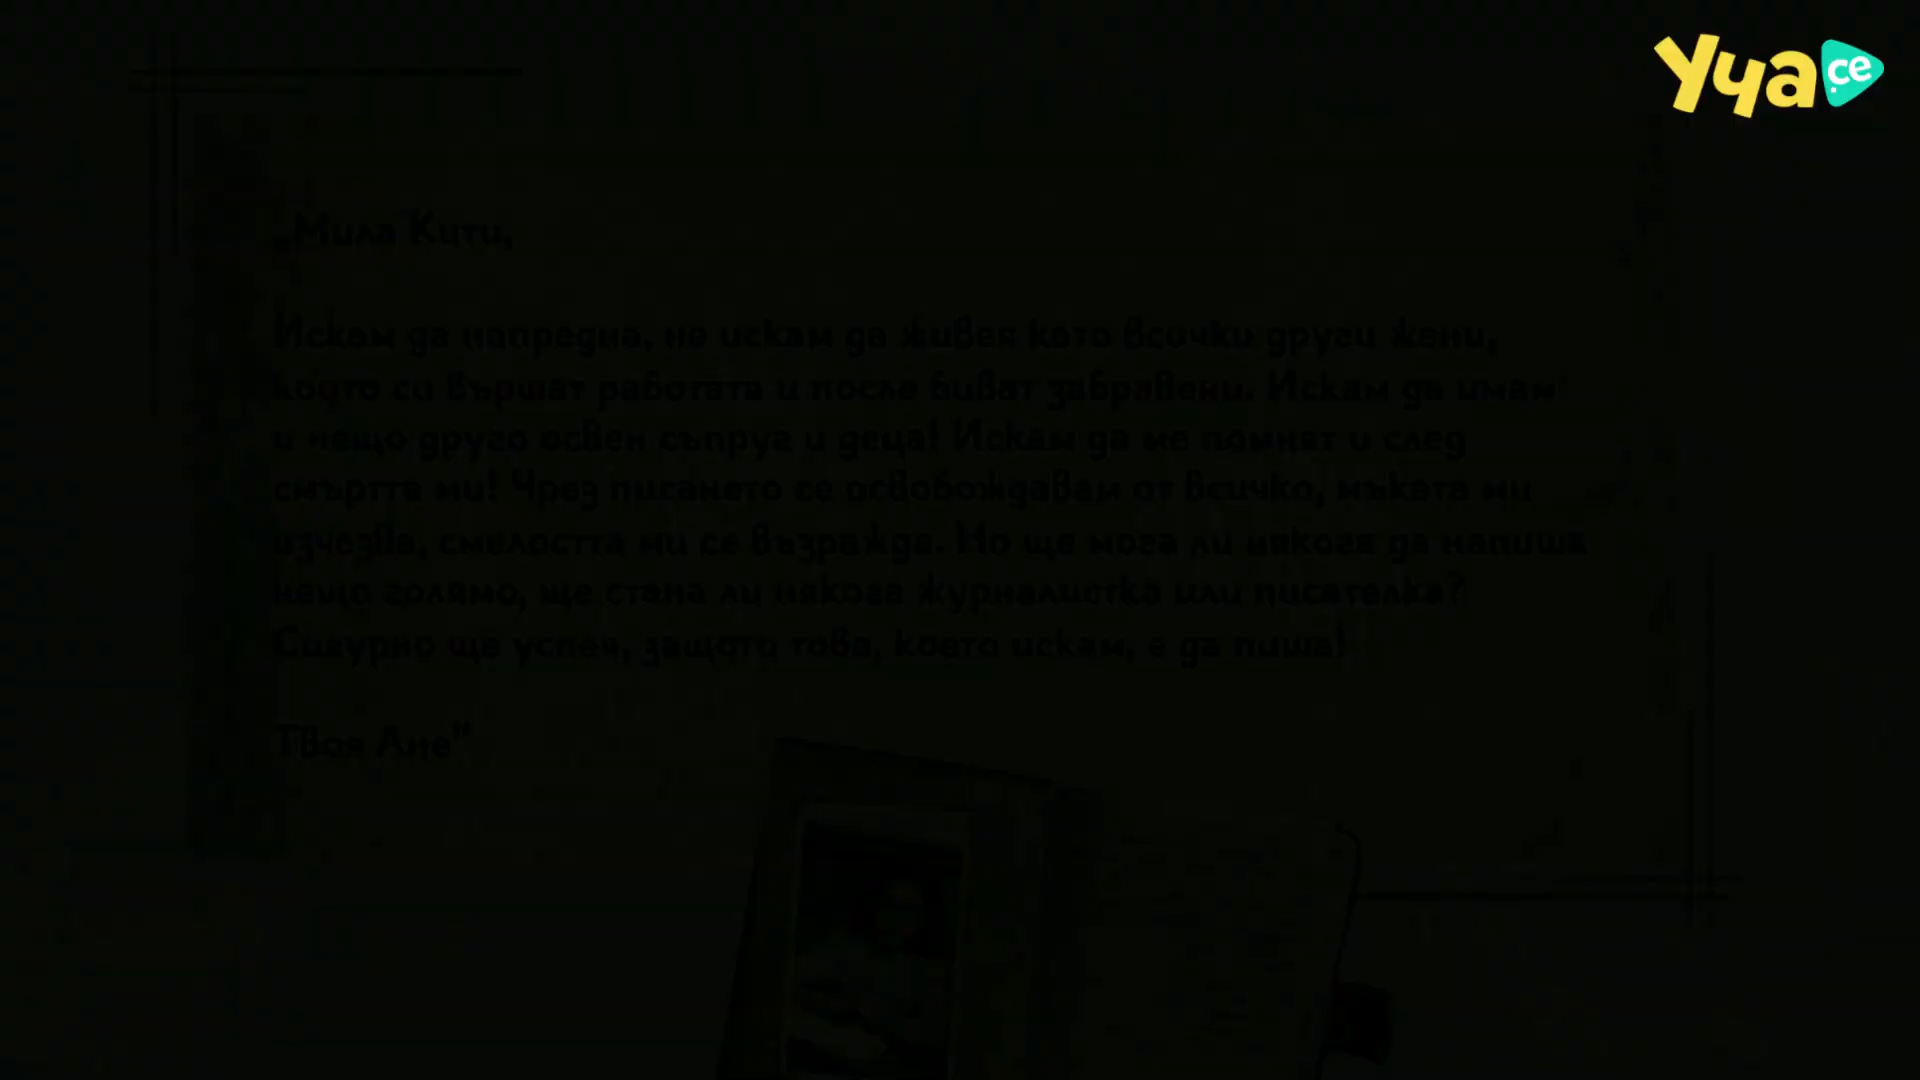 Уча се
„Мила Кити,
Искам да напредна, не искам да живея като всички други жени,
които си вършат работата и после биват забравени. Искам да имам
и нещо друго освен съпруг и деца! Искам да ме помнят и след
смъртта ми! Чрез писането се освобождавам от всичко, мъката ми
изчезва, смелостта ми се възражда. Но ще мога ли някога да напиша
нещо голямо, ще стана ли някога журналистка или писателка?
Сигурно ще успея, защото това, което искам, е да пиша!
Твоя Ане“